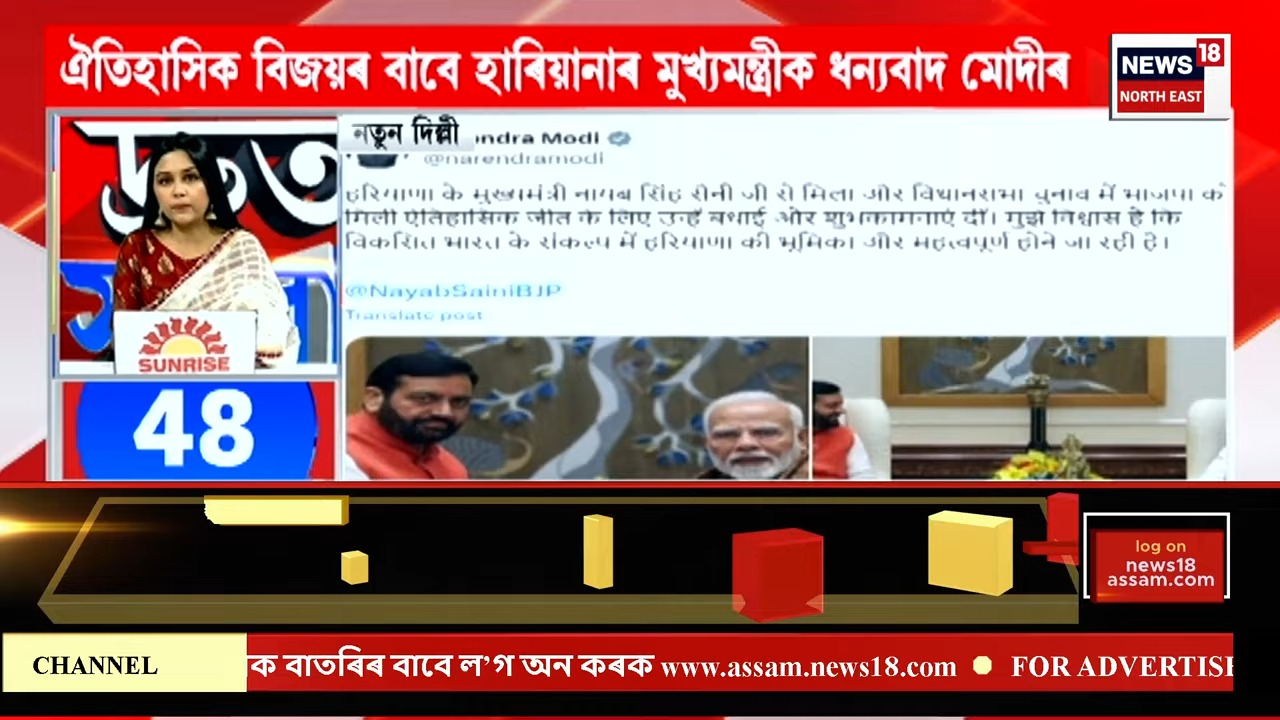 ঐতিহাসিক বিজয়ৰ বাবে হাৰিয়ানাৰ মুখ্যমন্ত্ৰীক ধন্যবাদ মোদীৰ
NEWS 18
NORTH EAST
দ্ৰুত
নতুন দিল্লী
ndra Modi
@narendramodi
हरियाणा के मुख्यमंत्री नायब सिंह सैनी जी से मिला और विधानसभा चुनाव में भाजपा को
मिली ऐतिहासिक जीत के लिए उन्हें बधाई और शुभकामनाएं दीं। मुझे विश्वास है कि
विकसित भारत के संकल्प में हरियाणा की भूमिका और महत्वपूर्ण होने जा रही है।
@NayabSainiBJP
Translate post
SUNRISE
48
log on
news18
assam.com
CHANNEL
ক বাতৰিৰ বাবে ল’গ অন কৰক www.assam.news18.com
FOR ADVERTISE